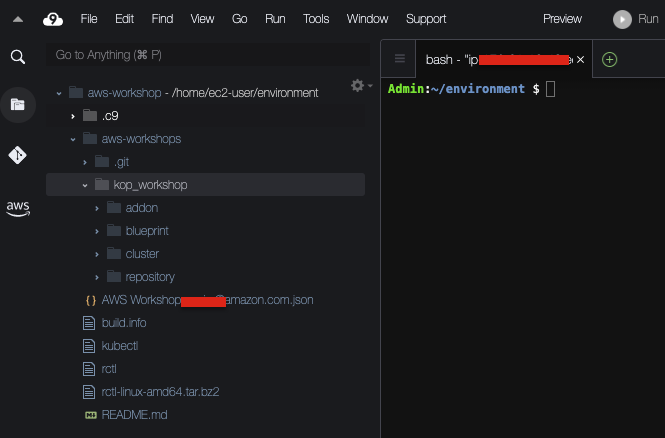 File Edit Find View Go Run Tools Window Support Preview Run
Go to Anything (⌘ P)
bash - "ip
aws-workshop - /home/ec2-user/environment
Admin:~/environment $
.c9
aws-workshops
.git
kop_workshop
aws
addon
blueprint
cluster
repository
{ } AWS Workshop @amazon.com.json
build.info
kubectl
rctl
rctl-linux-amd64.tar.bz2
README.md